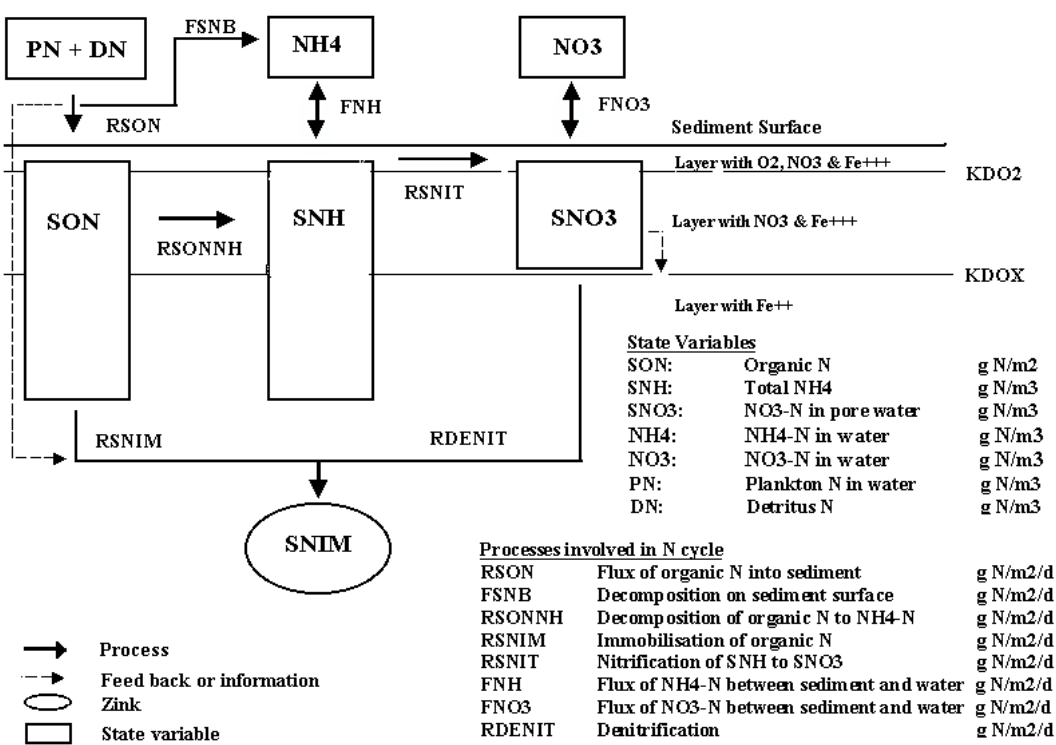 FSNB
PN + DN
NH4
NO3
RSON
FNH
FNO3
Sediment Surface
Layer with O2, NO3 & Fe+++
KDO2
RSNIT
SON
SNH
SNO3
Layer with NO3 & Fe+++
RSONNH
KDOX
Layer with Fe++
State Variables
SON: Organic N g N/m2
SNH: Total NH4 g N/m3
SNO3: NO3-N in pore water g N/m3
NH4: NH4-N in water g N/m3
NO3: NO3-N in water g N/m3
PN: Plankton N in water g N/m3
DN: Detritus N g N/m3
RSNIM
RDENIT
SNIM
Processes involved in N cycle
RSON Flux of organic N into sediment g N/m2/d
FSNB Decomposition on sediment surface g N/m2/d
RSONNH Decomposition of organic N to NH4-N g N/m2/d
RSNIM Immobilisation of organic N g N/m2/d
RSNIT Nitrification of SNH to SNO3 g N/m2/d
FNH Flux of NH4-N between sediment and water g N/m2/d
FNO3 Flux of NO3-N between sediment and water g N/m2/d
RDENIT Denitrification g N/m2/d
Process
Feed back or information
Zink
State variable